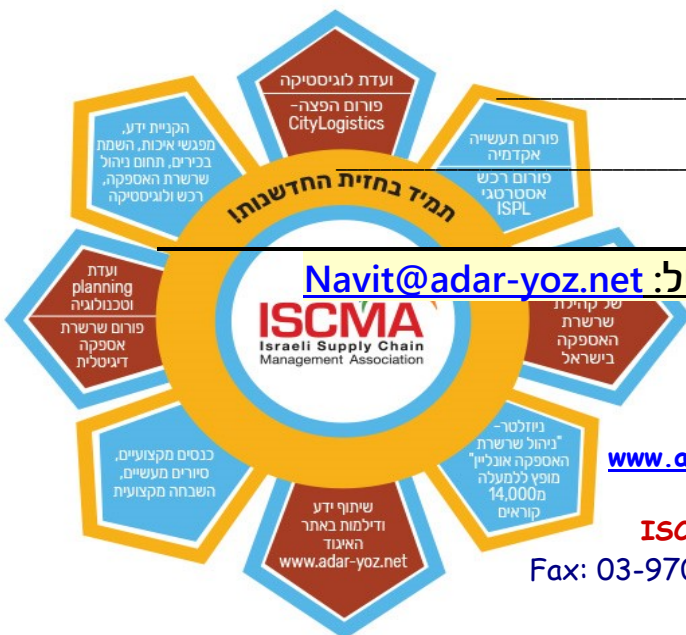 ועדת לוגיסטיקה
פורום הפצה-
CityLogistics
פורום תעשייה
אקדמיה
פורום רכש
אסטרטגי
ISPL
הקניית ידע,
מפגשי איכות, השמת
בכירים, תחום ניהול
שרשרת האספקה,
רכש ולוגיסטיקה
תמיד בחזית החדשנות!
ל: Navit@adar-yoz.net
ועדת
planning
וטכנולוגיה
פורום שרשרת
אספקה
דיגיטלית
ISCMA
Israeli Supply Chain
Management Association
של קהילת
שרשרת
האספקה
בישראל
ניוזלטר-
"ניהול שרשרת
האספקה אונליין"
מופץ ללמעלה
מ14,000
קוראים
כנסים מקצועיים,
סיורים מעשיים,
השבחה מקצועית
שיתוף ידע
ודילמות באתר
האיגוד
www.adar-yoz.net
www.a
ISC
Fax: 03-970